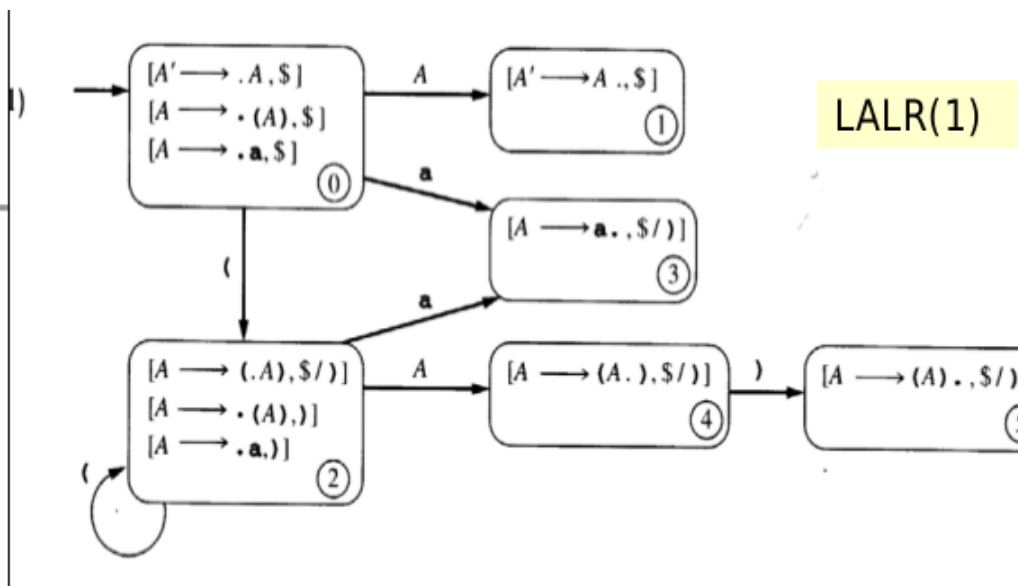 [A' ⟶ .A,$]
[A ⟶ .(A),$]
[A ⟶ .a,$]
0
A
[A' ⟶ A.,$]
1
LALR(1)
a
[A ⟶ a.,$/)]
3
(
a
[A ⟶ (.A),$/)]
[A ⟶ .(A),)]
[A ⟶ .a,)]
2
A
[A ⟶ (A.),$/)]
4
)
[A ⟶ (A).,$/)
(